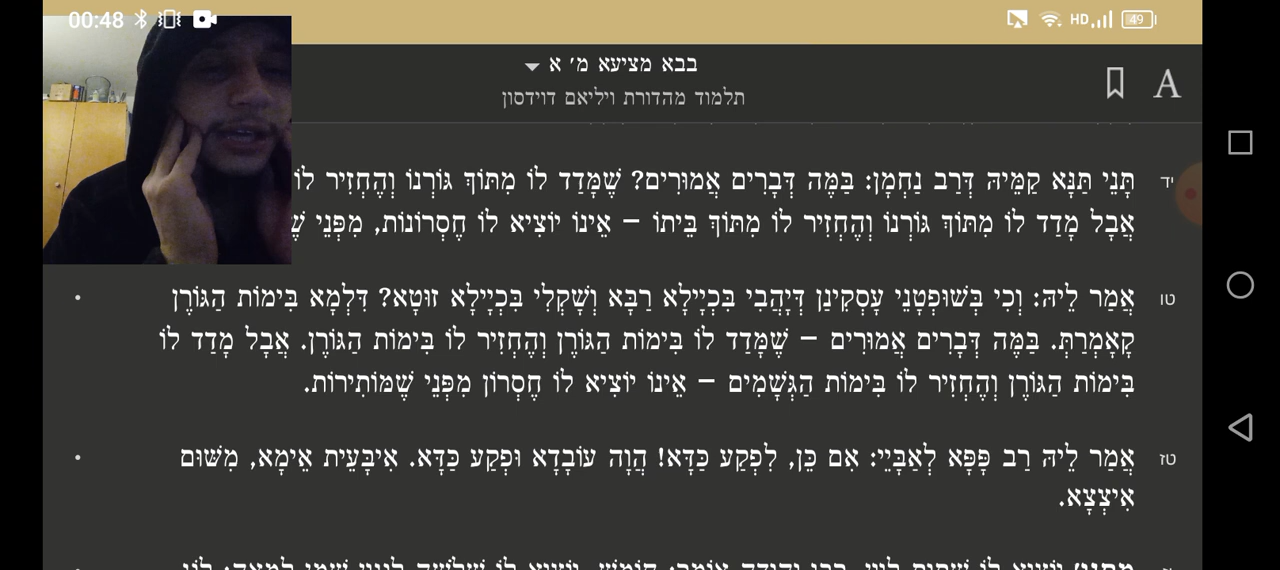 00:48
HD
49
בבא מציעא מ׳ א
תלמוד מהדורת ויליאם דוידסון
A
יד
תָּנֵי תַּנָּא קַמֵּיהּ דְּרַב נַחְמָן: בַּמֶּה דְּבָרִים אֲמוּרִים? שֶׁמָּדַד לוֹ מִתּוֹךְ גּוֹרְנוֹ וְהֶחְזִיר לוֹ
אֲבָל מָדַד לוֹ מִתּוֹךְ גּוֹרְנוֹ וְהֶחְזִיר לוֹ מִתּוֹךְ בֵּיתוֹ – אֵינוֹ יוֹצִיא לוֹ חֶסְרוֹנוֹת, מִפְּנֵי
טו
אֲמַר לֵיהּ: וְכִי בְּשׁוּפְטָנֵי עָסְקִינַן דְּיָהֲבִי בְּכַיְילָא רַבָּא וְשָׁקְלִי בְּכַיְילָא זוּטָא? דִּלְמָא בִּימוֹת הַגּוֹרֶן
קָאָמְרַתְּ. בַּמֶּה דְּבָרִים אֲמוּרִים – שֶׁמָּדַד לוֹ בִּימוֹת הַגּוֹרֶן וְהֶחְזִיר לוֹ בִּימוֹת הַגּוֹרֶן. אֲבָל מָדַד לוֹ
בִּימוֹת הַגּוֹרֶן וְהֶחְזִיר לוֹ בִּימוֹת הַגְּשָׁמִים – אֵינוֹ יוֹצִיא לוֹ חֶסְרוֹן מִפְּנֵי שֶׁמּוֹתִירוֹת.
טז
אֲמַר לֵיהּ רַב פָּפָּא לְאַבָּיֵי: אִם כֵּן, לִפְקַע כַּדָּא! הֲוָה עוֹבָדָא וּפְקַע כַּדָּא. אִיבָּעֵית אֵימָא, מִשּׁוּם
אִיצְצָא.